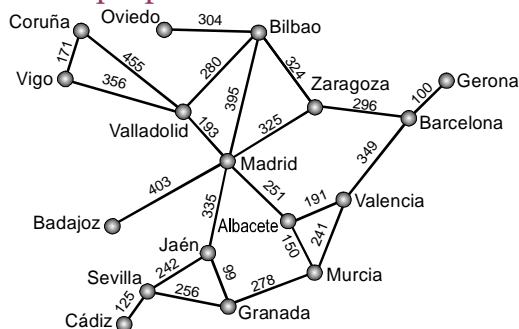 Coruña
Oviedo
304
Bilbao
171
455
280
324
Vigo
356
395
Zaragoza
100
Gerona
Valladolid
193
325
296
Barcelona
Madrid
349
403
251
191
Valencia
335
Badajoz
Albacete
150
241
Jaén
242
99
Sevilla
278
Murcia
125
256
Granada
Cádiz